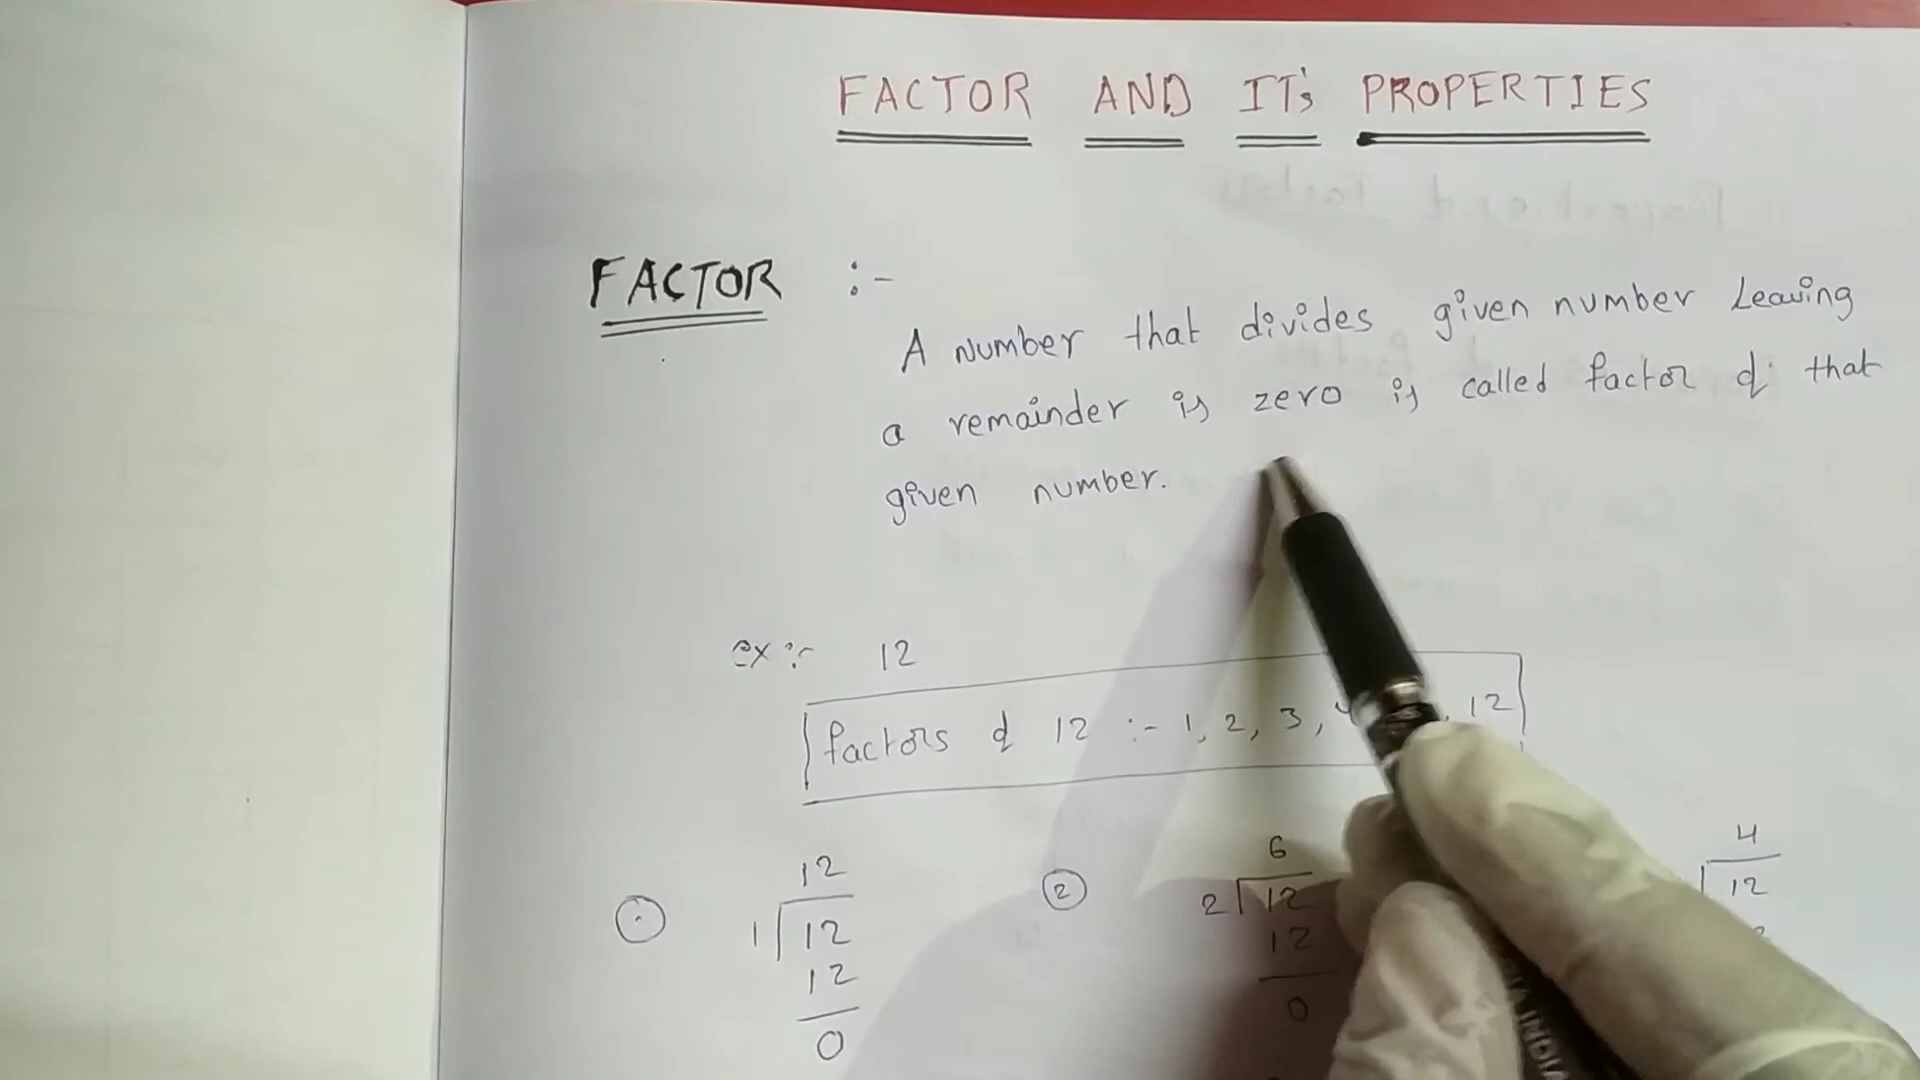 FACTOR AND IT's PROPERTIES
FACTOR :-
A number that divides given number Leaving
a remainder is zero is called factor of that
given number.
ex :- 12
factors of 12 :- 1, 2, 3, 12
12
1 12
12
0
2
6
2 12
12
0
4
12
INDIA